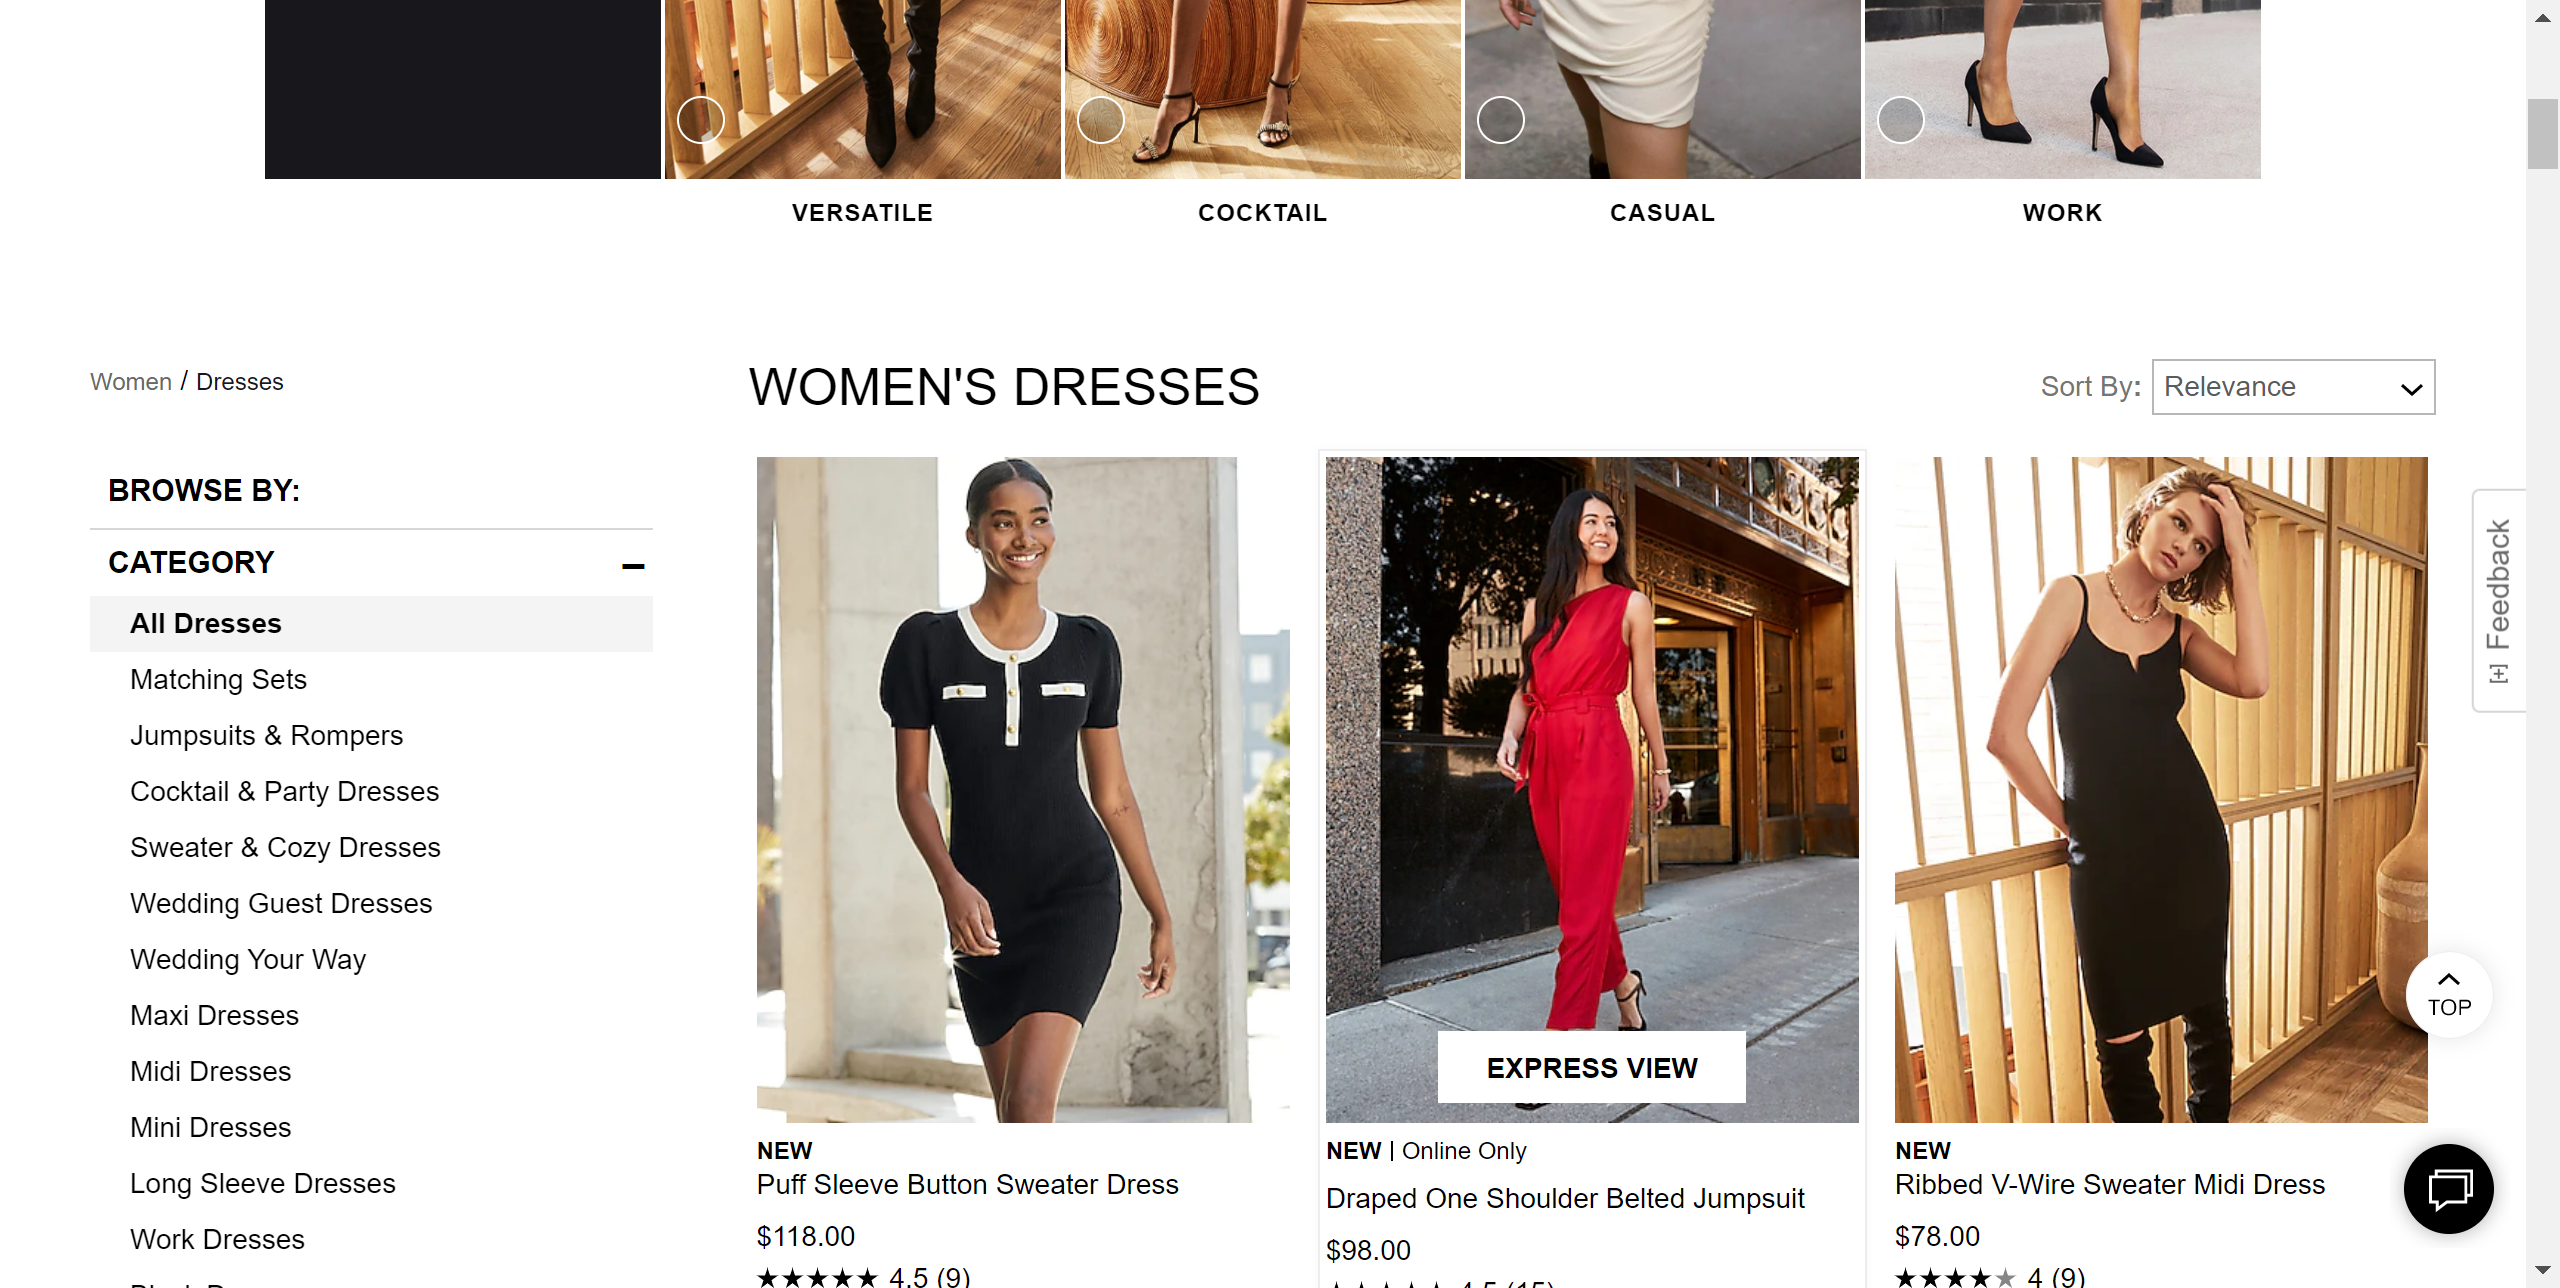 VERSATILE
COCKTAIL
CASUAL
WORK
Women / Dresses
WOMEN'S DRESSES
Sort By:
Relevance
BROWSE BY:
CATEGORY
All Dresses
Matching Sets
Jumpsuits & Rompers
Cocktail & Party Dresses
Sweater & Cozy Dresses
Wedding Guest Dresses
Wedding Your Way
Maxi Dresses
Midi Dresses
Mini Dresses
Long Sleeve Dresses
Work Dresses
NEW
Puff Sleeve Button Sweater Dress
$118.00
4.5 (9)
EXPRESS VIEW
NEW | Online Only
Draped One Shoulder Belted Jumpsuit
$98.00
4.5 (15)
NEW
Ribbed V-Wire Sweater Midi Dress
$78.00
4 (9)
[+] Feedback
TOP